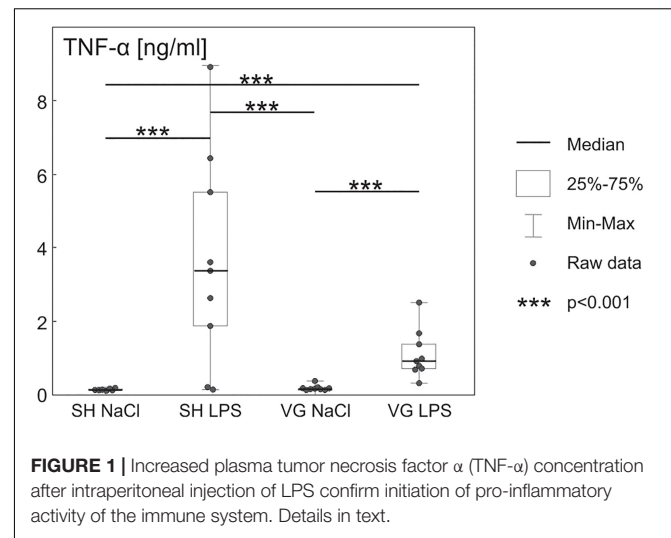 TNF-α [ng/ml]
8
6
4
2
0
***
***
***
***
SH NaCl SH LPS VG NaCl VG LPS
Median
25%-75%
Min-Max
Raw data
*** p<0.001
FIGURE 1 | Increased plasma tumor necrosis factor α (TNF-α) concentration
after intraperitoneal injection of LPS confirm initiation of pro-inflammatory
activity of the immune system. Details in text.